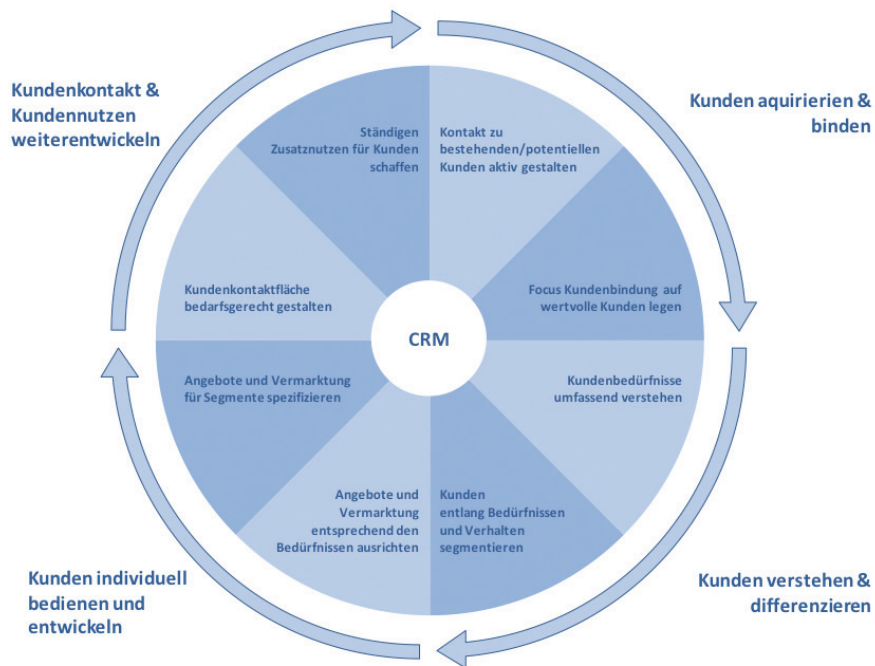 Kundenkontakt &
Kundennutzen
weiterentwickeln
Kunden aquirierien &
binden
Ständigen
Zusatznutzen für Kunden
schaffen
Kontakt zu
bestehenden/potentiellen
Kunden aktiv gestalten
Kundenkontaktfläche
bedarfsgerecht gestalten
Focus Kundenbindung auf
wertvolle Kunden legen
CRM
Angebote und Vermarktung
für Segmente spezifizieren
Kundenbedürfnisse
umfassend verstehen
Angebote und
Vermarktung
entsprechend den
Bedürfnissen ausrichten
Kunden
entlang Bedürfnissen
und Verhalten
segmentieren
Kunden individuell
bedienen und
entwickeln
Kunden verstehen &
differenzieren